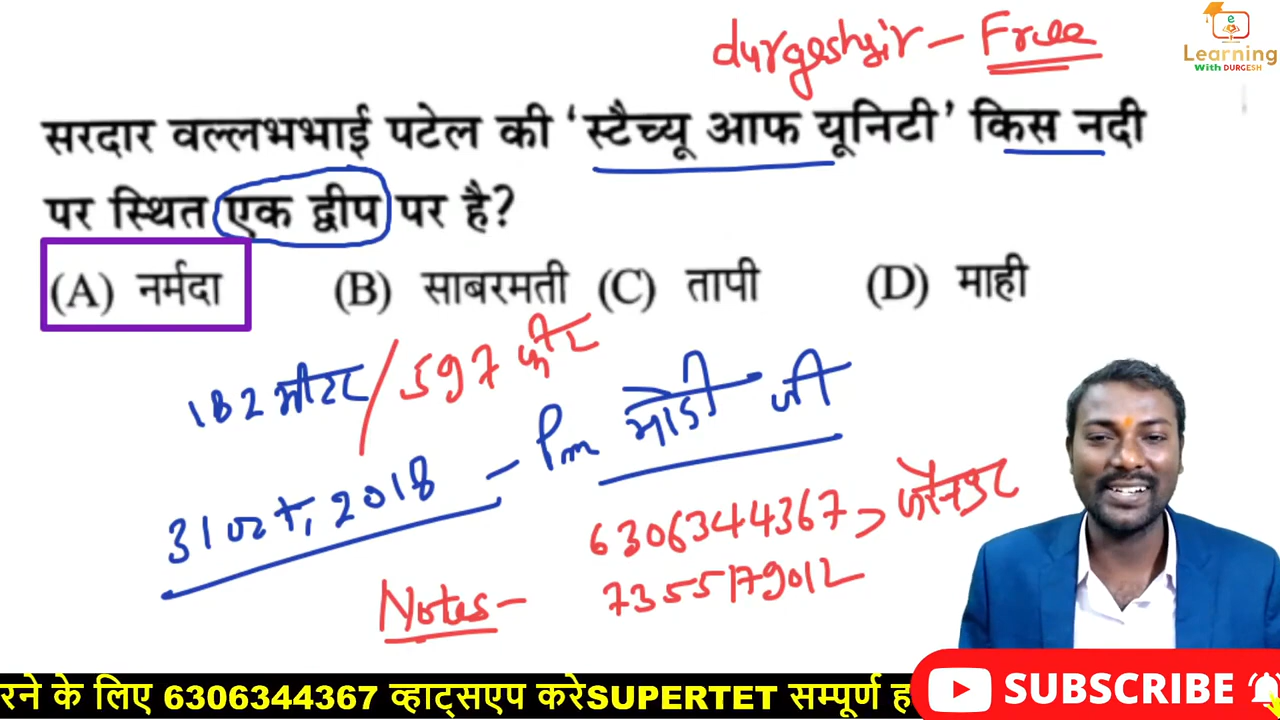 durgeshsir – Free
e
Learning
With DURGESH
सरदार वल्लभभाई पटेल की 'स्टैच्यू आफ यूनिटी' किस नदी
पर स्थित एक द्वीप पर है?
(A) नर्मदा (B) साबरमती (C) तापी (D) माही
182 मीटर / 597 फीट
31 oct, 2018 – Pm मोदी जी
6306344367
Notes – 7355179012
रने के लिए 6306344367 व्हाट्सएप करेSUPERTET सम्पूर्ण ह
SUBSCRIBE